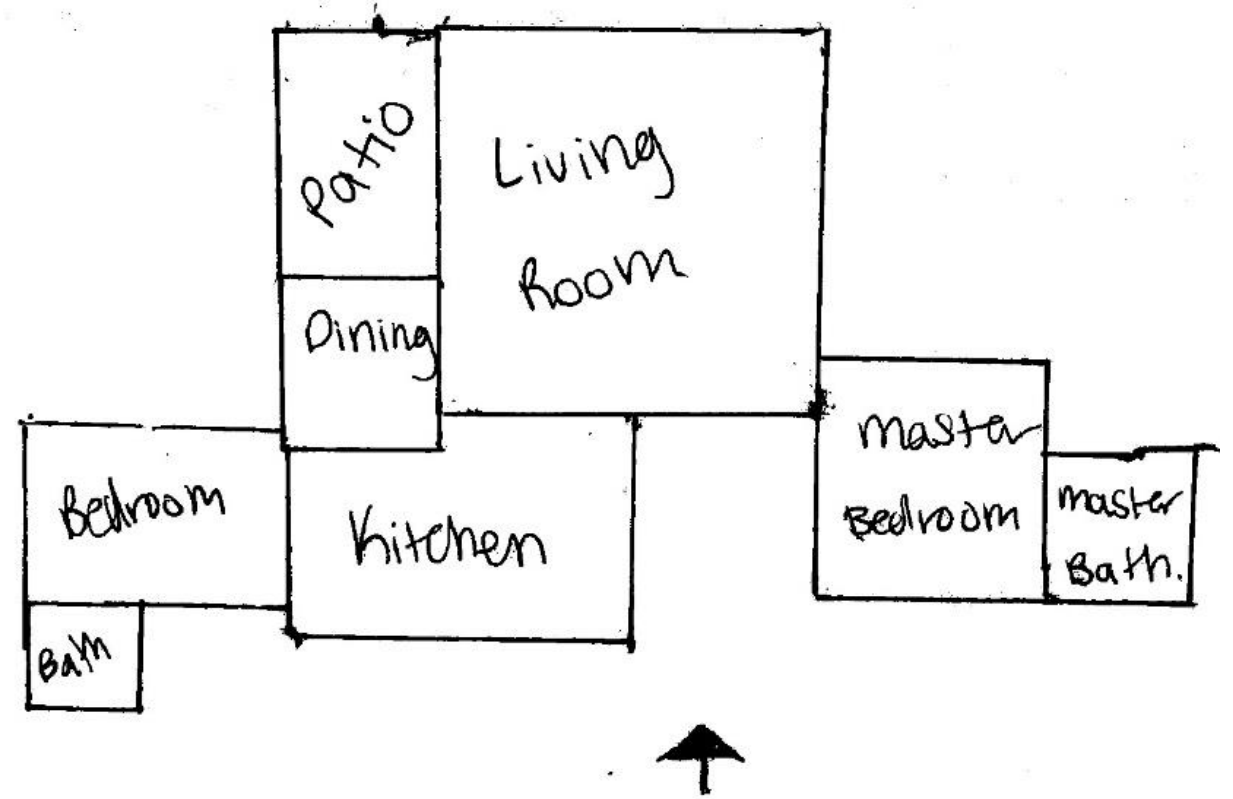 Patio
Living
Room
Dining
Bedroom
Kitchen
Master
Bedroom
master
Bath.
Bath